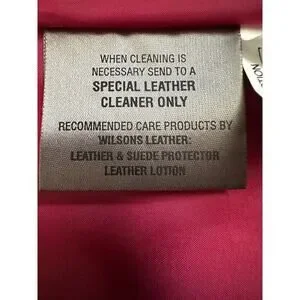 WHEN CLEANING IS
NECESSARY SEND TO A
SPECIAL LEATHER
CLEANER ONLY
RECOMMENDED CARE PRODUCTS BY
WILSONS LEATHER:
LEATHER & SUEDE PROTECTOR
LEATHER LOTION